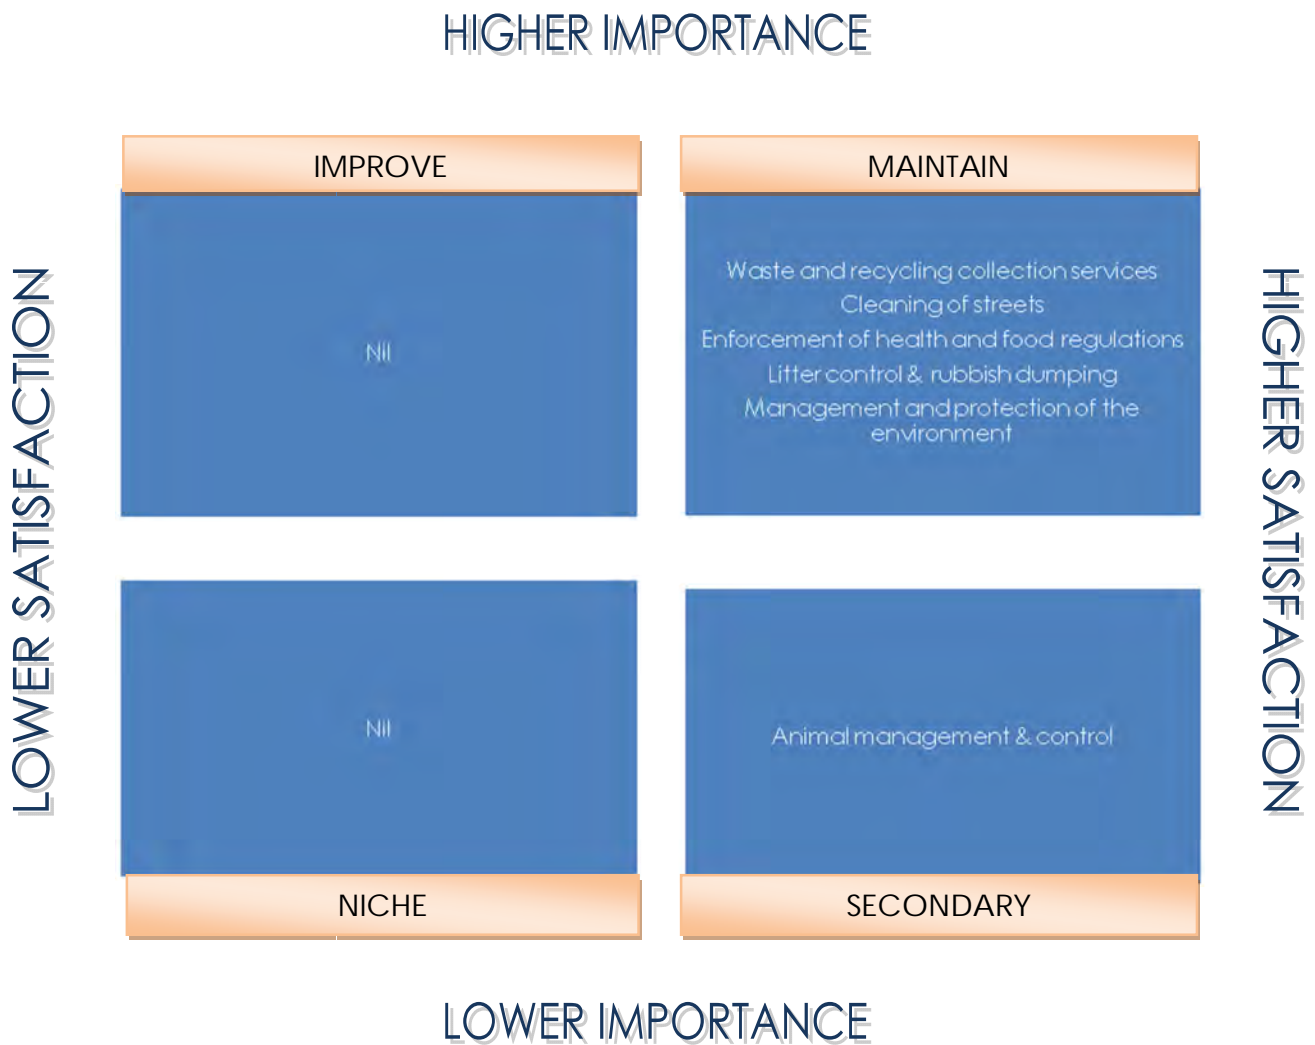 HIGHER IMPORTANCE
IMPROVE
MAINTAIN
LOWER SATISFACTION
Nil
Waste and recycling collection services
Cleaning of streets
Enforcement of health and food regulations
Litter control & rubbish dumping
Management and protection of the
environment
HIGHER SATISFACTION
Nil
Animal management & control
NICHE
SECONDARY
LOWER IMPORTANCE